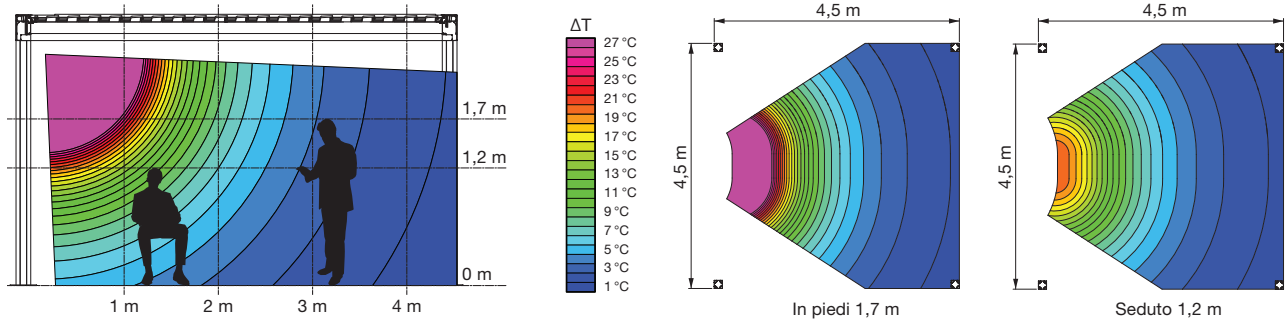 1,7 m
1,2 m
0 m
1 m
2 m
3 m
4 m
ΔT
27 °C
25 °C
23 °C
21 °C
19 °C
17 °C
15 °C
13 °C
11 °C
9 °C
7 °C
5 °C
3 °C
1 °C
4,5 m
4,5 m
In piedi 1,7 m
4,5 m
4,5 m
Seduto 1,2 m